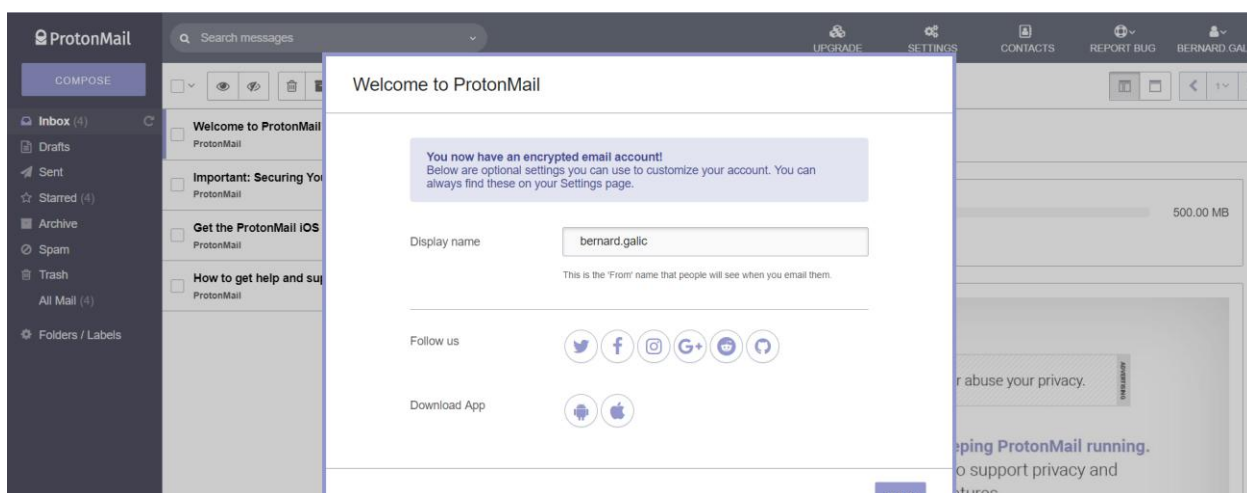 ProtonMail
Search messages
UPGRADE
SETTINGS
CONTACTS
REPORT BUG
BERNARD.GAL
COMPOSE
Inbox (4)
Drafts
Sent
Starred (4)
Archive
Spam
Trash
All Mail (4)
Folders / Labels
Welcome to ProtonMail
ProtonMail
Important: Securing You
ProtonMail
Get the ProtonMail iOS
ProtonMail
How to get help and sup
ProtonMail
Welcome to ProtonMail
You now have an encrypted email account!
Below are optional settings you can use to customize your account. You can
always find these on your Settings page.
Display name
bernard.galic
This is the 'From' name that people will see when you email them.
Follow us
Download App
1
500.00 MB
r abuse your privacy.
ADVERTISING
eping ProtonMail running.
o support privacy and